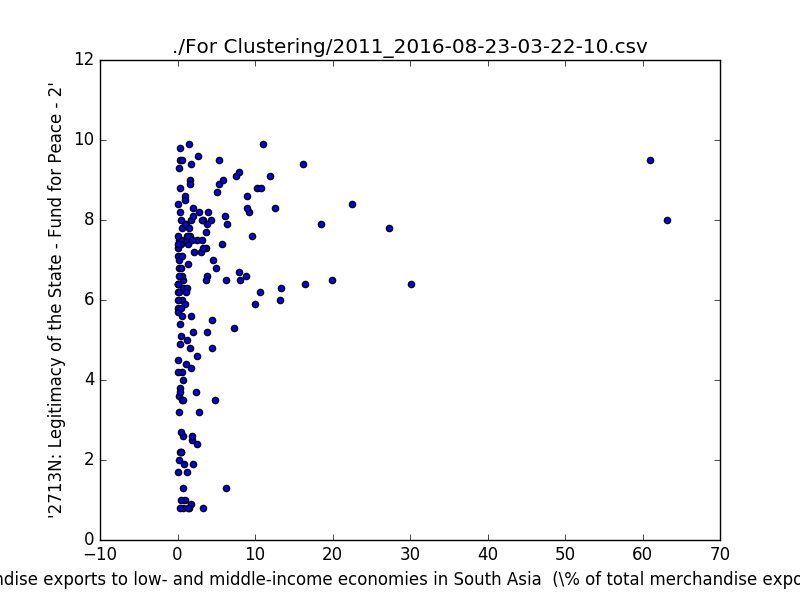 ./For Clustering/2011_2016-08-23-03-22-10.csv
12
10
8
6
4
2
0
'2713N: Legitimacy of the State - Fund for Peace - 2'
−10 0 10 20 30 40 50 60 70
ndise exports to low- and middle-income economies in South Asia (\% of total merchandise expo